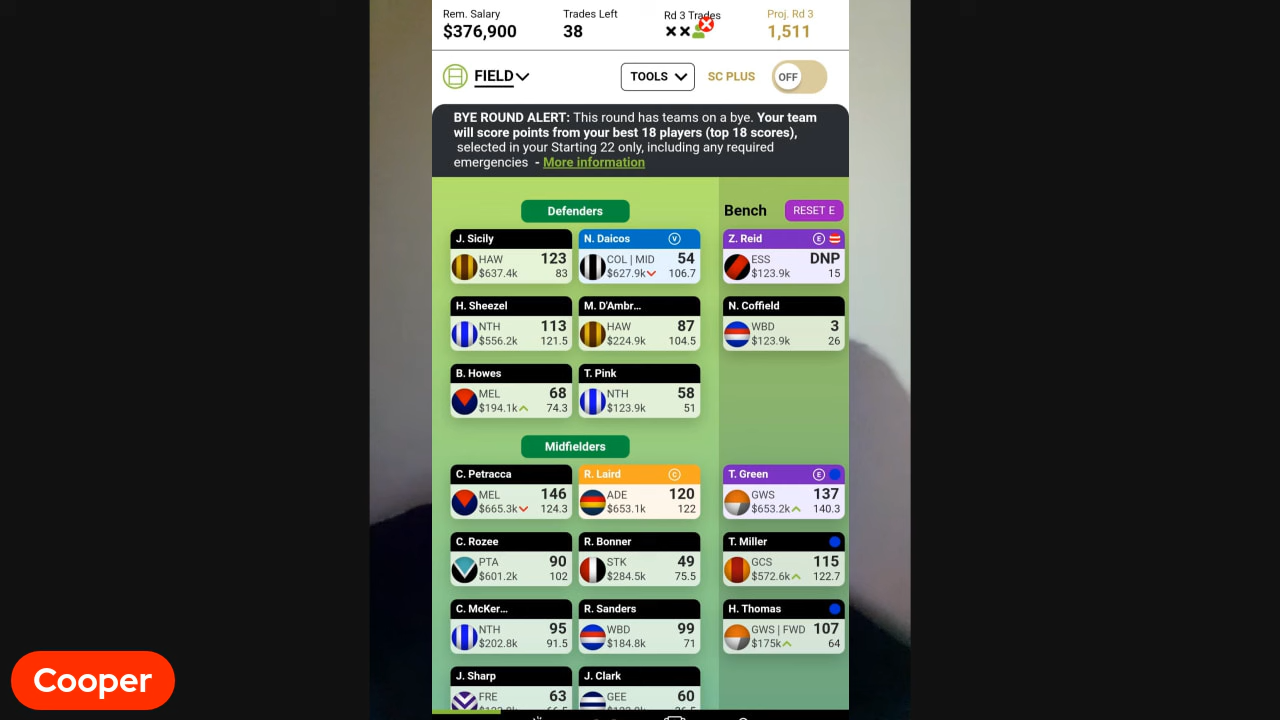 Rem. Salary Trades Left Rd 3 Trades Proj. Rd 3
$376,900 38 1,511
FIELD TOOLS SC PLUS OFF
BYE ROUND ALERT: This round has teams on a bye. Your team
will score points from your best 18 players (top 18 scores),
selected in your Starting 22 only, including any required
emergencies - More information
Defenders Bench RESET E
J. Sicily N. Daicos V Z. Reid E
HAW 123 COL | MID 54 ESS DNP
$637.4k 83 $627.9k 106.7 $123.9k 15
H. Sheezel M. D'Ambr... N. Coffield
NTH 113 HAW 87 WBD 3
$556.2k 121.5 $224.9k 104.5 $123.9k 26
B. Howes T. Pink
MEL 68 NTH 58
$194.1k 74.3 $123.9k 51
Midfielders
C. Petracca R. Laird C T. Green E
MEL 146 ADE 120 GWS 137
$665.3k 124.3 $653.1k 122 $653.2k 140.3
C. Rozee R. Bonner T. Miller
PTA 90 STK 49 GCS 115
$601.2k 102 $284.5k 75.5 $572.6k 122.7
C. McKer... R. Sanders H. Thomas
NTH 95 WBD 99 GWS | FWD 107
$202.8k 91.5 $184.8k 71 $175k 64
J. Sharp J. Clark
FRE 63 GEE 60
Cooper